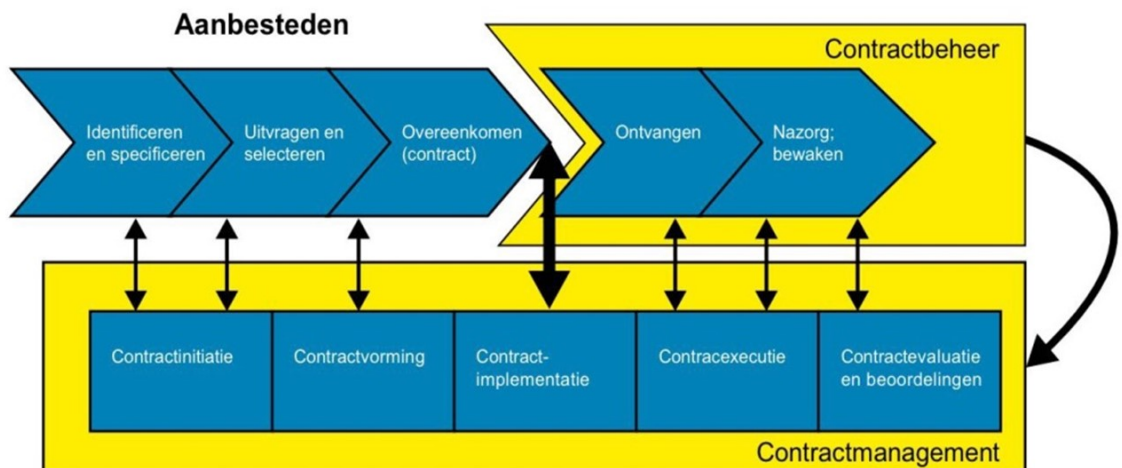 Aanbesteden
Contractbeheer
Identificeren
en specificeren
Uitvragen en
selecteren
Overeenkomen
(contract)
Ontvangen
Nazorg;
bewaken
Contractinitiatie
Contractvorming
Contract-
implementatie
Contracexecutie
Contractevaluatie
en beoordelingen
Contractmanagement